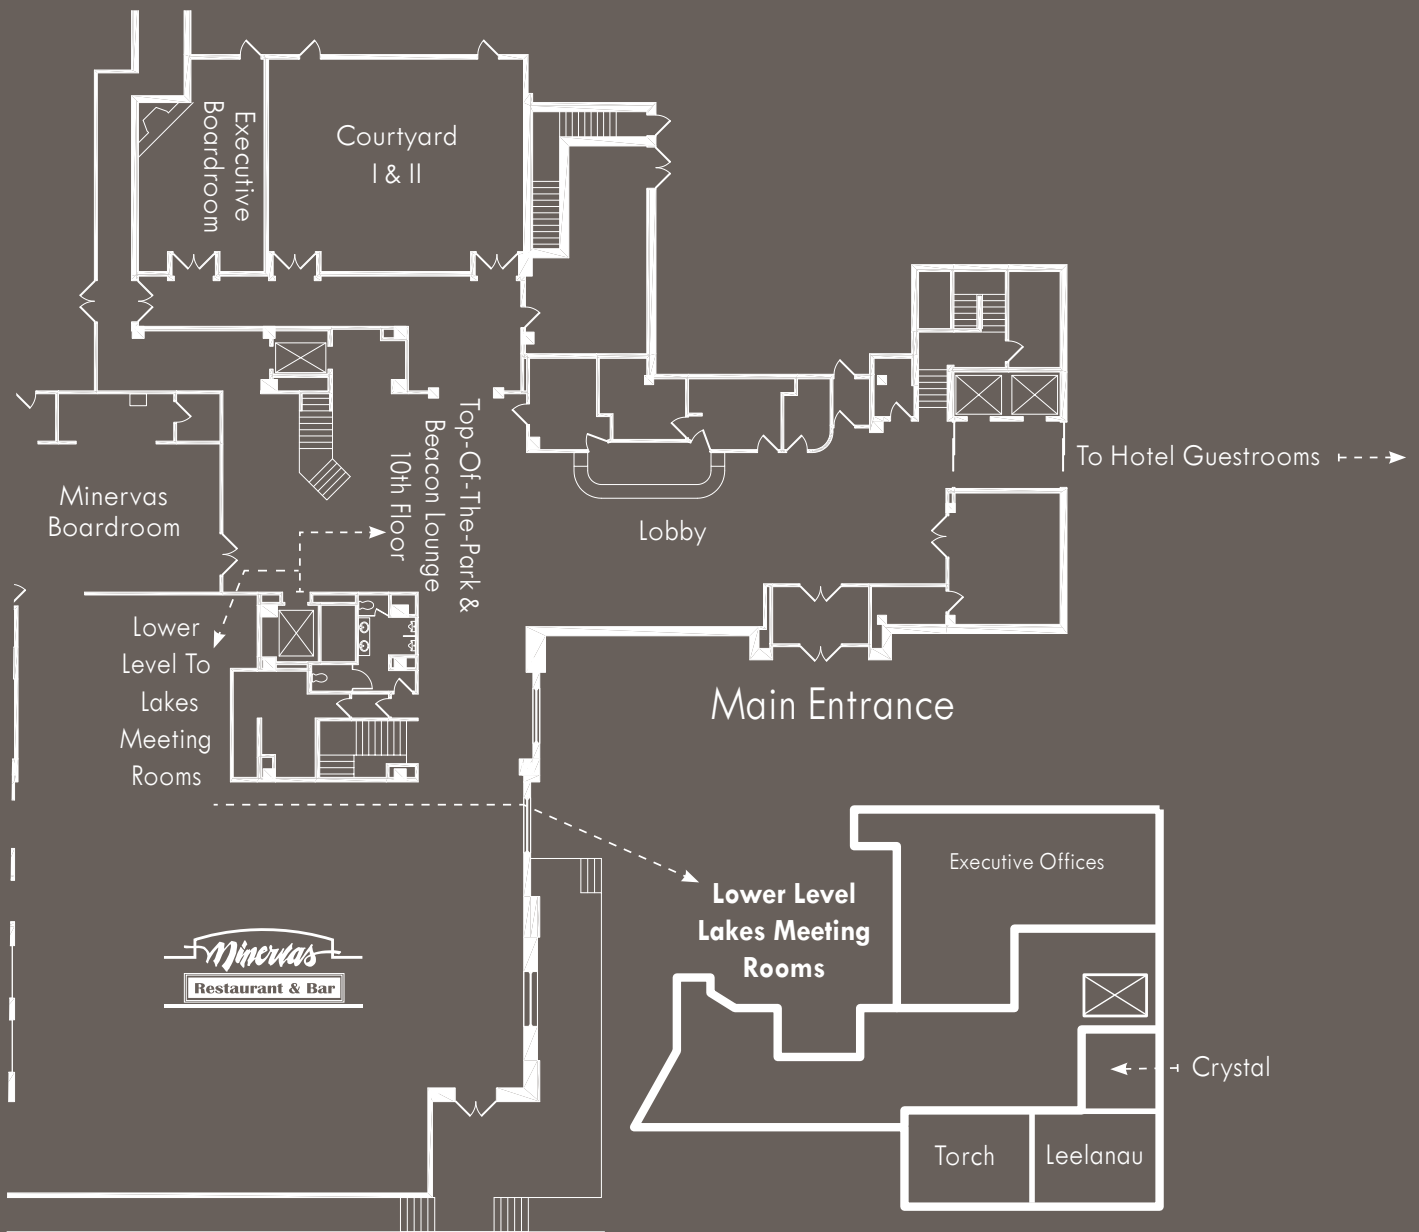 Executive
Boardroom
Courtyard
I & II
To Hotel Guestrooms
Top-Of-The-Park &
Beacon Lounge
10th Floor
Minervas
Boardroom
Lobby
Lower
Level To
Lakes
Meeting
Rooms
Main Entrance
Executive Offices
Lower Level
Lakes Meeting
Rooms
Minervas
Restaurant & Bar
Crystal
Torch
Leelanau